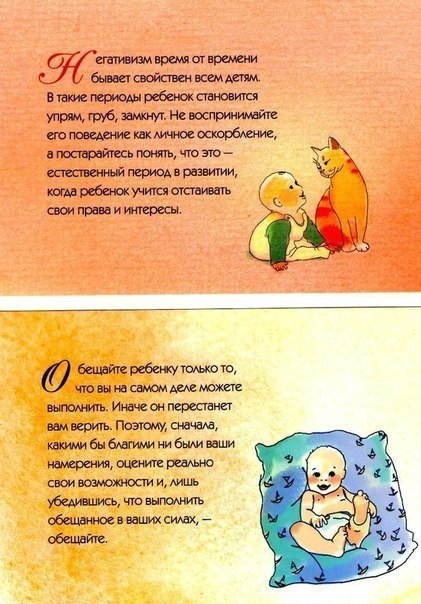 Негативизм время от времени
бывает свойствен всем детям.
В такие периоды ребенок становится
упрям, груб, замкнут. Не воспринимайте
его поведение как личное оскорбление,
а постарайтесь понять, что это —
естественный период в развитии,
когда ребенок учится отстаивать
свои права и интересы.
Обещайте ребенку только то,
что вы на самом деле можете
выполнить. Иначе он перестанет
вам верить. Поэтому, сначала,
какими бы благими ни были ваши
намерения, оцените реально
свои возможности и, лишь
убедившись, что выполнить
обещанное в ваших силах, —
обещайте.